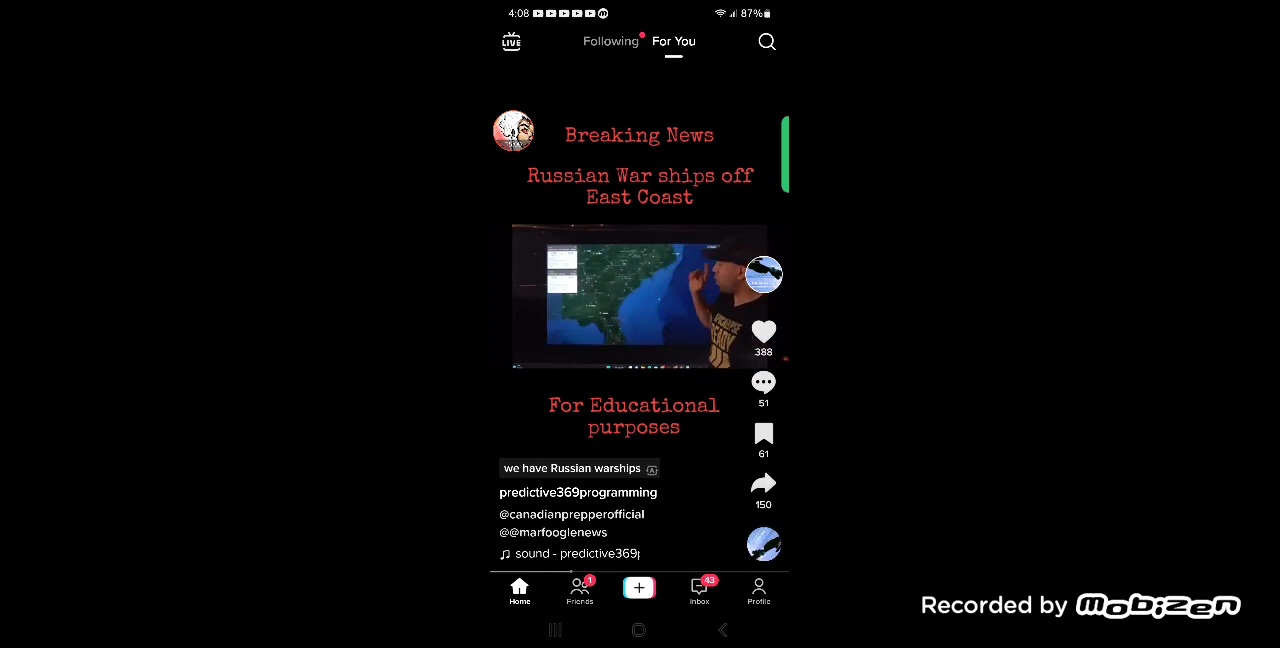 4:08
87%
LIVE
Following
For You
Breaking News
Russian War ships off
East Coast
For Educational
purposes
388
51
61
150
we have Russian warships
predictive369programming
@canadianprepperofficial
@@marfooglenews
sound - predictive369
Home
1
Friends
43
Inbox
Profile
Recorded by Mobizen